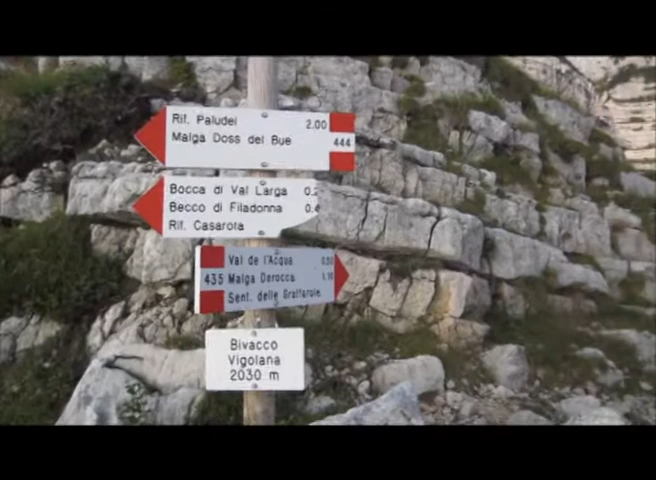 Rif. Paludei 2.00
Malga Doss del Bue 444
Bocca di Val Larga
Becco di Filadonna
Rif. Casarota
Val de l'Acqua
435 Malga Derocca
Sent. delle Gralfarole
Bivacco
Vigolana
2030 m